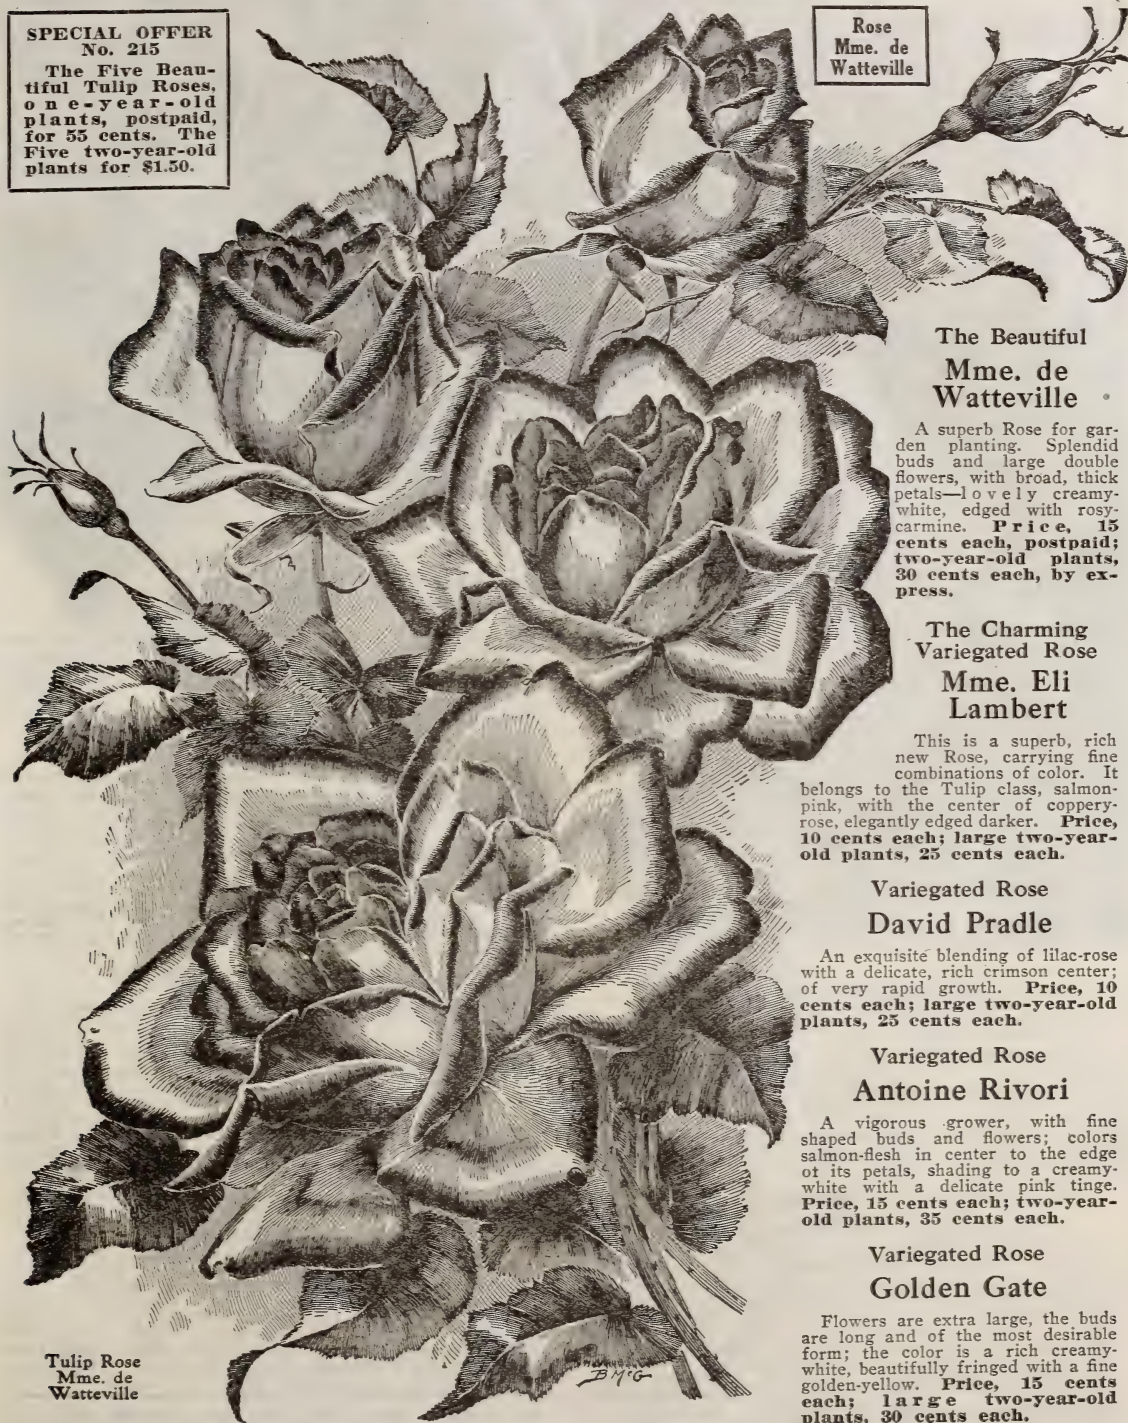 SPECIAL OFFER
No. 215
The Five Beau-
tiful Tulip Roses,
one-year-old
plants, postpaid,
for 55 cents. The
Five two-year-old
plants for $1.50.
Rose
Mme. de
Watteville
The Beautiful
Mme. de
Watteville
A superb Rose for gar-
den planting. Splendid
buds and large double
flowers, with broad, thick
petals—lovely creamy-
white, edged with rosy-
carmine. Price, 15
cents each, postpaid;
two-year-old plants,
30 cents each, by ex-
press.
The Charming
Variegated Rose
Mme. Eli
Lambert
This is a superb, rich
new Rose, carrying fine
combinations of color. It
belongs to the Tulip class, salmon-
pink, with the center of coppery-
rose, elegantly edged darker. Price,
10 cents each; large two-year-
old plants, 25 cents each.
Variegated Rose
David Pradle
An exquisite blending of lilac-rose
with a delicate, rich crimson center;
of very rapid growth. Price, 10
cents each; large two-year-old
plants, 25 cents each.
Variegated Rose
Antoine Rivori
A vigorous grower, with fine
shaped buds and flowers; colors
salmon-flesh in center to the edge
of its petals, shading to a creamy-
white with a delicate pink tinge.
Price, 15 cents each; two-year-
old plants, 35 cents each.
Variegated Rose
Golden Gate
Flowers are extra large, the buds
are long and of the most desirable
form; the color is a rich creamy-
white, beautifully fringed with a fine
golden-yellow. Price, 15 cents
each; large two-year-old
plants, 30 cents each.
Tulip Rose
Mme. de
Watteville
B McG